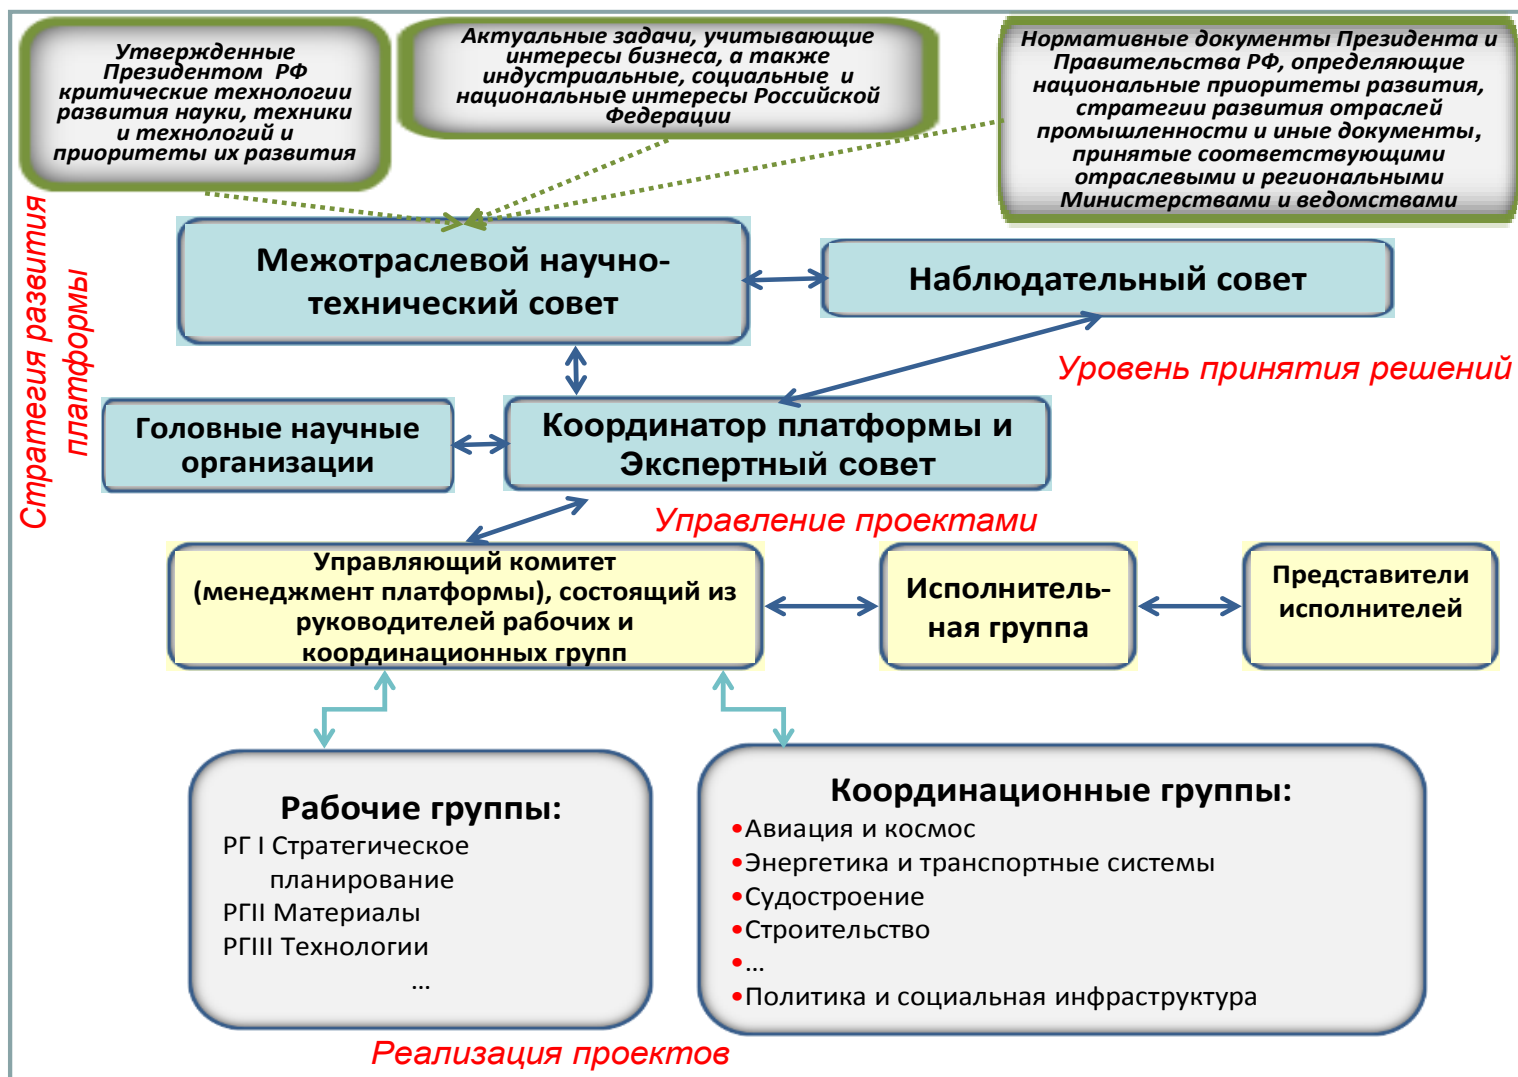 Утвержденные
Президентом РФ
критические технологии
развития науки, техники
и технологий и
приоритеты их развития
Актуальные задачи, учитывающие
интересы бизнеса, а также
индустриальные, социальные и
национальные интересы Российской
Федерации
Нормативные документы Президента и
Правительства РФ, определяющие
национальные приоритеты развития,
стратегии развития отраслей
промышленности и иные документы,
принятые соответствующими
отраслевыми и региональными
Министерствами и ведомствами
Стратегия развития
платформы
Межотраслевой научно-
технический совет
Наблюдательный совет
Уровень принятия решений
Головные научные
организации
Координатор платформы и
Экспертный совет
Управление проектами
Управляющий комитет
(менеджмент платформы), состоящий из
руководителей рабочих и
координационных групп
Исполнитель-
ная группа
Представители
исполнителей
Рабочие группы:
РГ I Стратегическое
планирование
РГII Материалы
РГIII Технологии
...
Координационные группы:
•Авиация и космос
•Энергетика и транспортные системы
•Судостроение
•Строительство
•...
•Политика и социальная инфраструктура
Реализация проектов